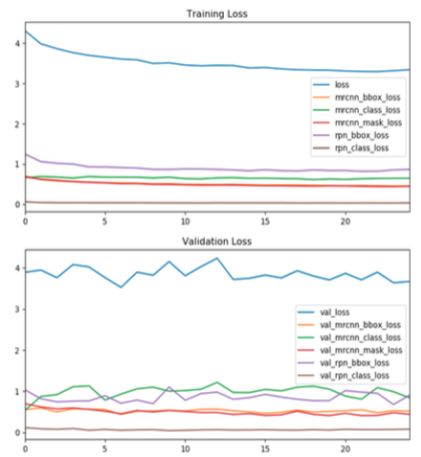 Training Loss
4
3
2
1
0
loss
mrcnn_bbox_loss
mrcnn_class_loss
mrcnn_mask_loss
rpn_bbox_loss
rpn_class_loss
0 5 10 15 20
Validation Loss
4
3
2
1
0
val_loss
val_mrcnn_bbox_loss
val_mrcnn_class_loss
val_mrcnn_mask_loss
val_rpn_bbox_loss
val_rpn_class_loss
0 5 10 15 20